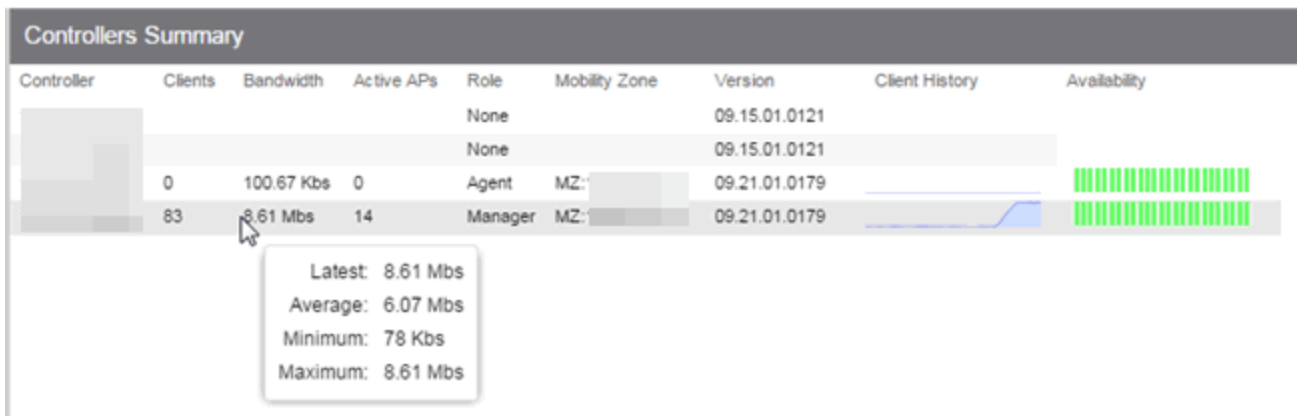 Controllers Summary
Controller Clients Bandwidth Active APs Role Mobility Zone Version Client History Availability
None 09.15.01.0121
None 09.15.01.0121
0 100.67 Kbs 0 Agent MZ: 09.21.01.0179
83 8.61 Mbs 14 Manager MZ: 09.21.01.0179
Latest: 8.61 Mbs
Average: 6.07 Mbs
Minimum: 78 Kbs
Maximum: 8.61 Mbs